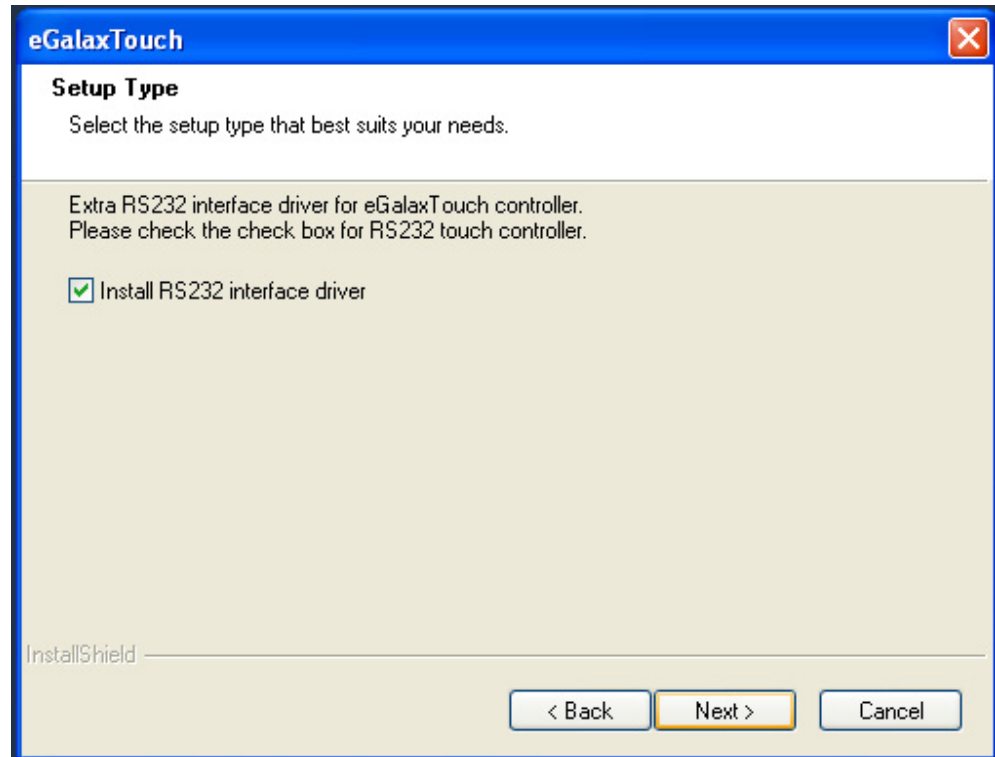 eGalaxTouch
Setup Type
Select the setup type that best suits your needs.
Extra RS232 interface driver for eGalaxTouch controller.
Please check the check box for RS232 touch controller.
Install RS232 interface driver
InstallShield
< Back Next > Cancel